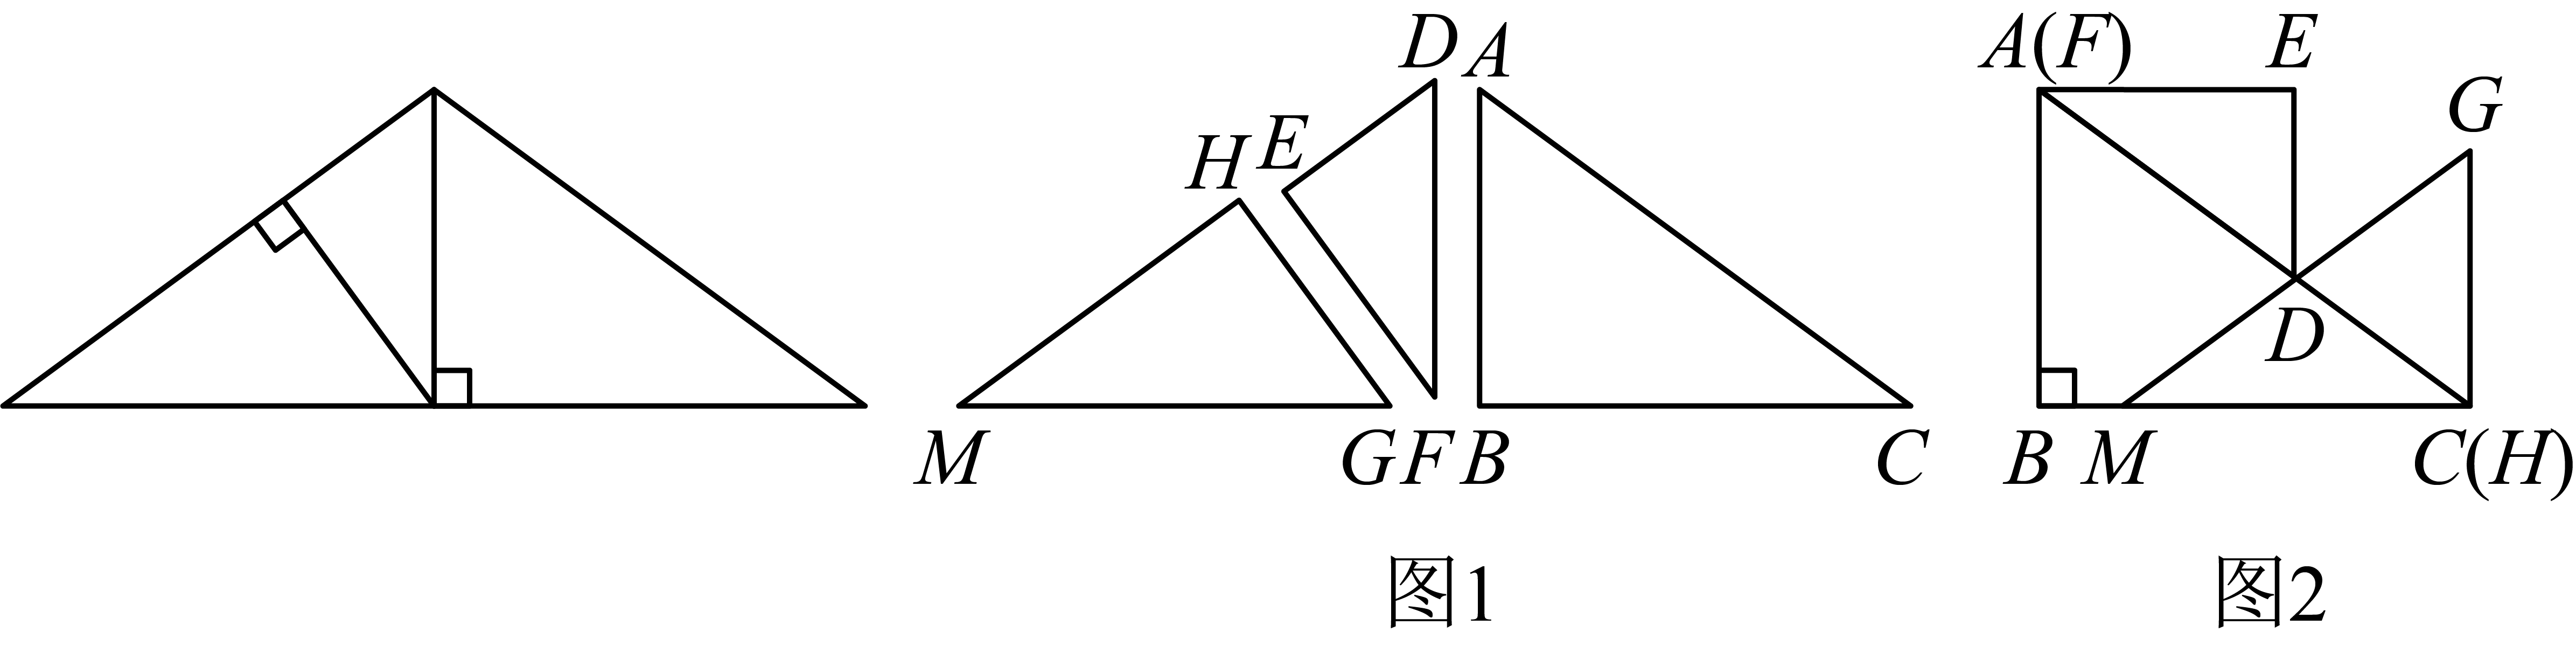 D A A(F) E
G
H E
D
M G F B C B M C(H)
图1 图2